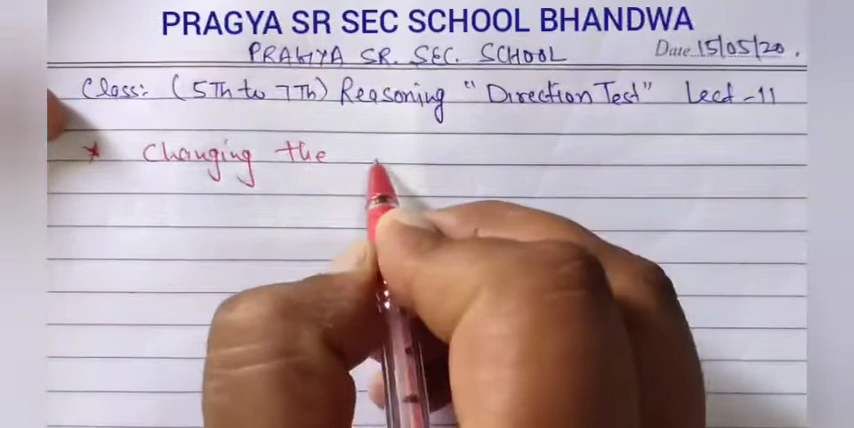 PRAGYA SR SEC SCHOOL BHANDWA
PRAGYA SR. SEC. SCHOOL Date 15/05/20.
Class: (5Th to 7Th) Reasoning "Direction Test" Lect-11
* Changing the